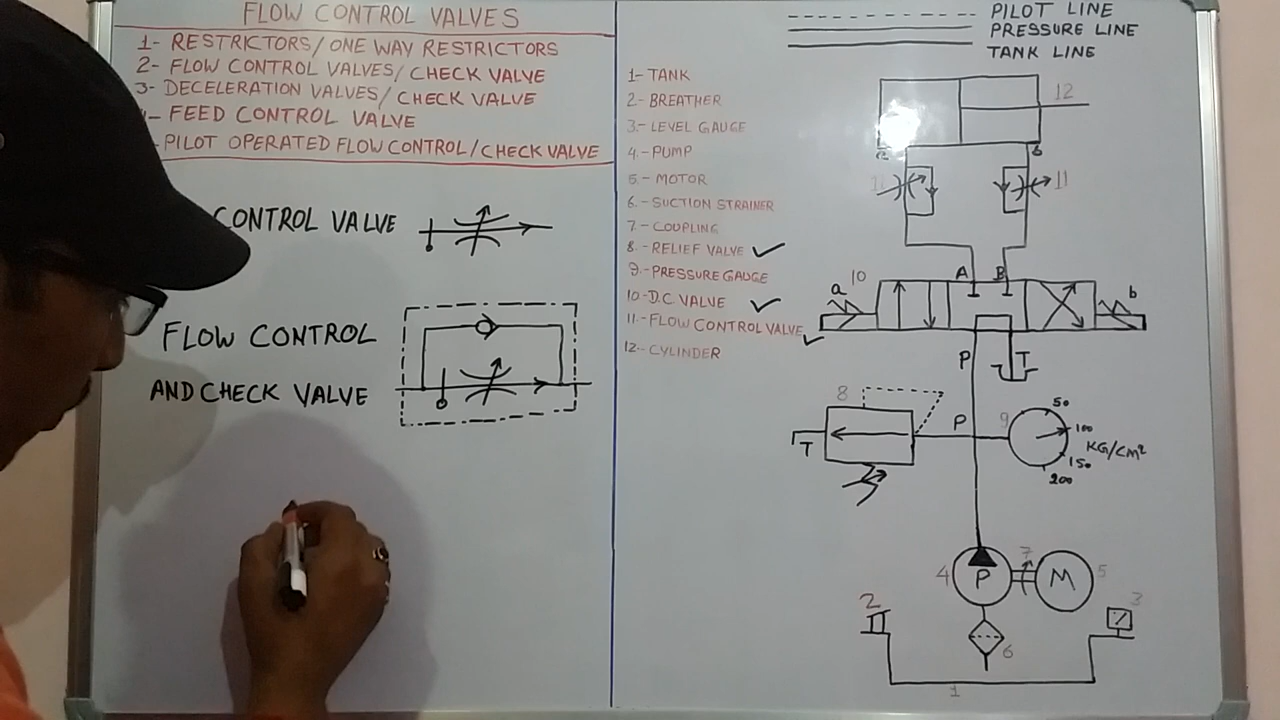 FLOW CONTROL VALVES
1- RESTRICTORS/ONE WAY RESTRICTORS
2- FLOW CONTROL VALVES/CHECK VALVE
3- DECELERATION VALVES/CHECK VALVE
- FEED CONTROL VALVE
PILOT OPERATED FLOW CONTROL/CHECK VALVE
CONTROL VALVE
FLOW CONTROL
AND CHECK VALVE
PILOT LINE
PRESSURE LINE
TANK LINE
1- TANK
2- BREATHER
3.- LEVEL GAUGE
4.- PUMP
5.- MOTOR
6.- SUCTION STRAINER
7.- COUPLING
8.- RELIEF VALVE
9.- PRESSURE GAUGE
10.- D.C VALVE
11.- FLOW CONTROL VALVE
12.- CYLINDER
12
b
11 11
A B
a 10 b
P T
8 P 9
T
50
100
150
200
KG/CM²
4 P 7 M 5
2 3
6
1